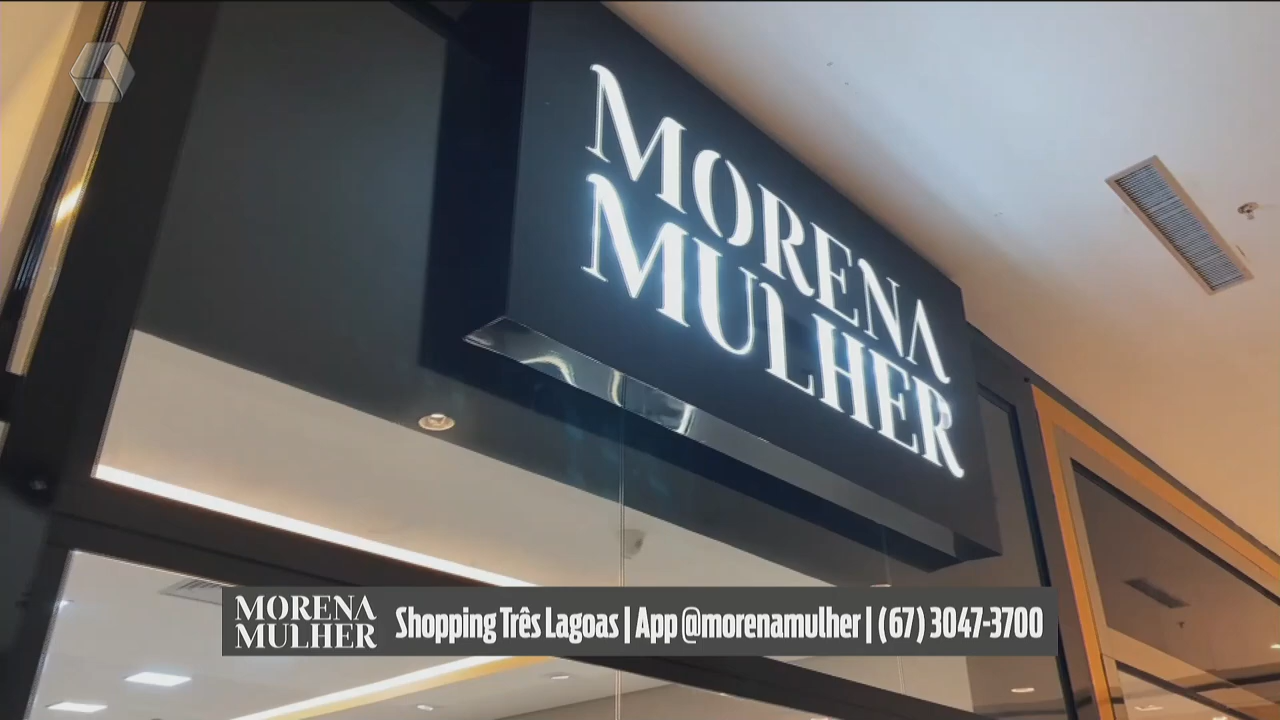 MORENA
MULHER
MORENA
MULHER
Shopping Três Lagoas | App @morenamulher | (67) 3047-3700